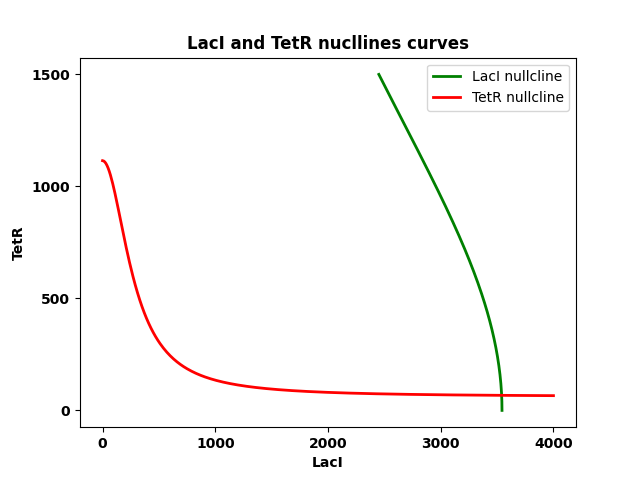 LacI and TetR nucllines curves
LacI nullcline
TetR nullcline
1500
1000
500
0
TetR
0 1000 2000 3000 4000
LacI